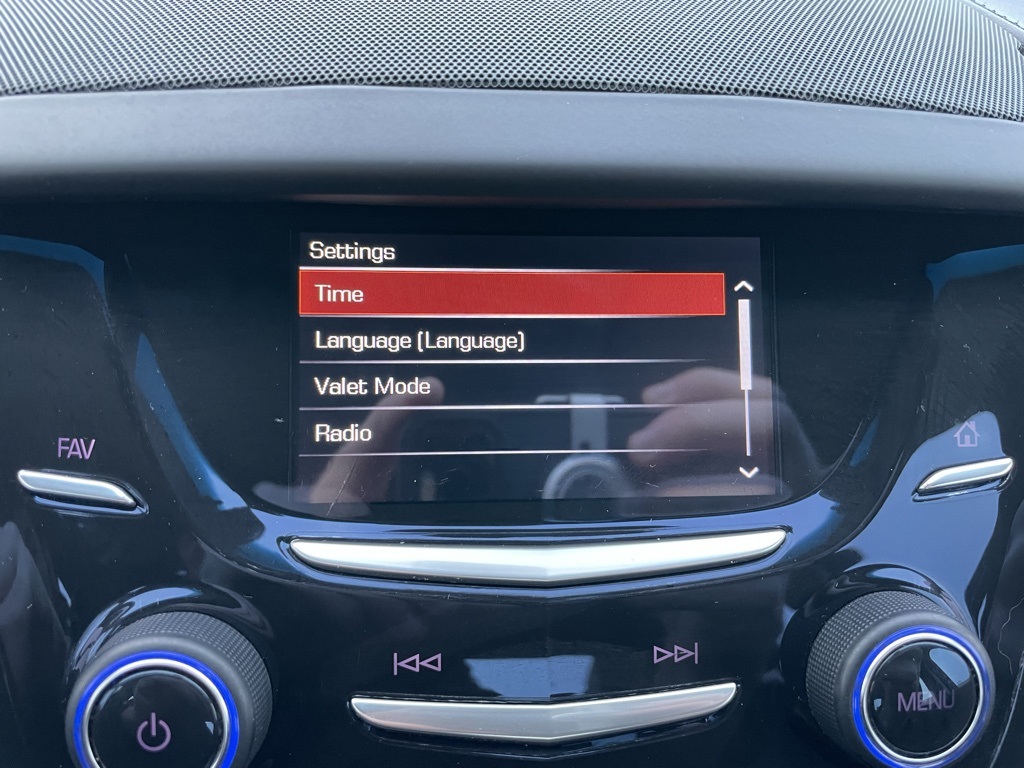 Settings
Time
Language (Language)
Valet Mode
Radio
FAV
MENU